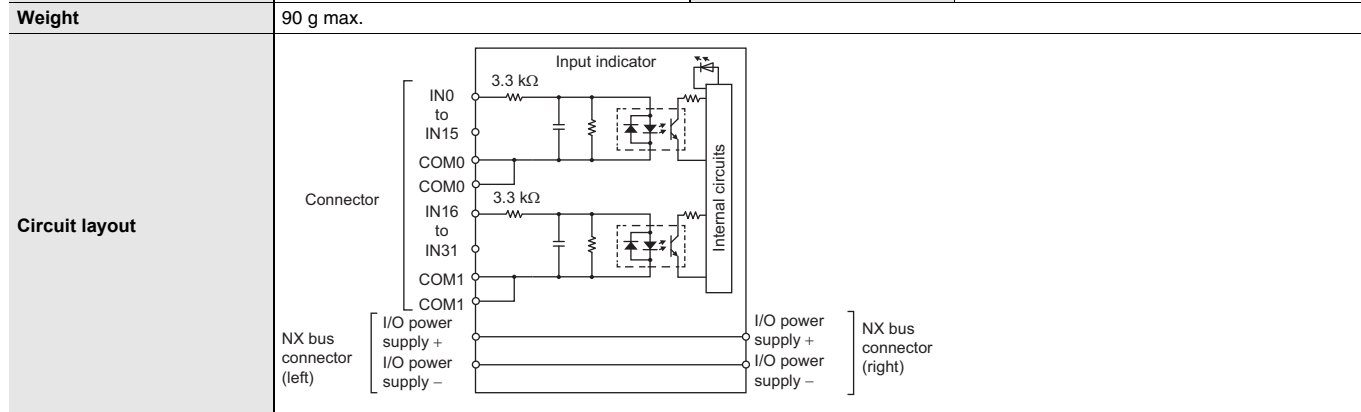 Weight
90 g max.
Circuit layout
Input indicator
3.3 kΩ
IN0
to
IN15
COM0
COM0
Connector
3.3 kΩ
IN16
to
IN31
COM1
COM1
Internal circuits
NX bus
connector
(left)
I/O power
supply +
I/O power
supply −
I/O power
supply +
I/O power
supply −
NX bus
connector
(right)